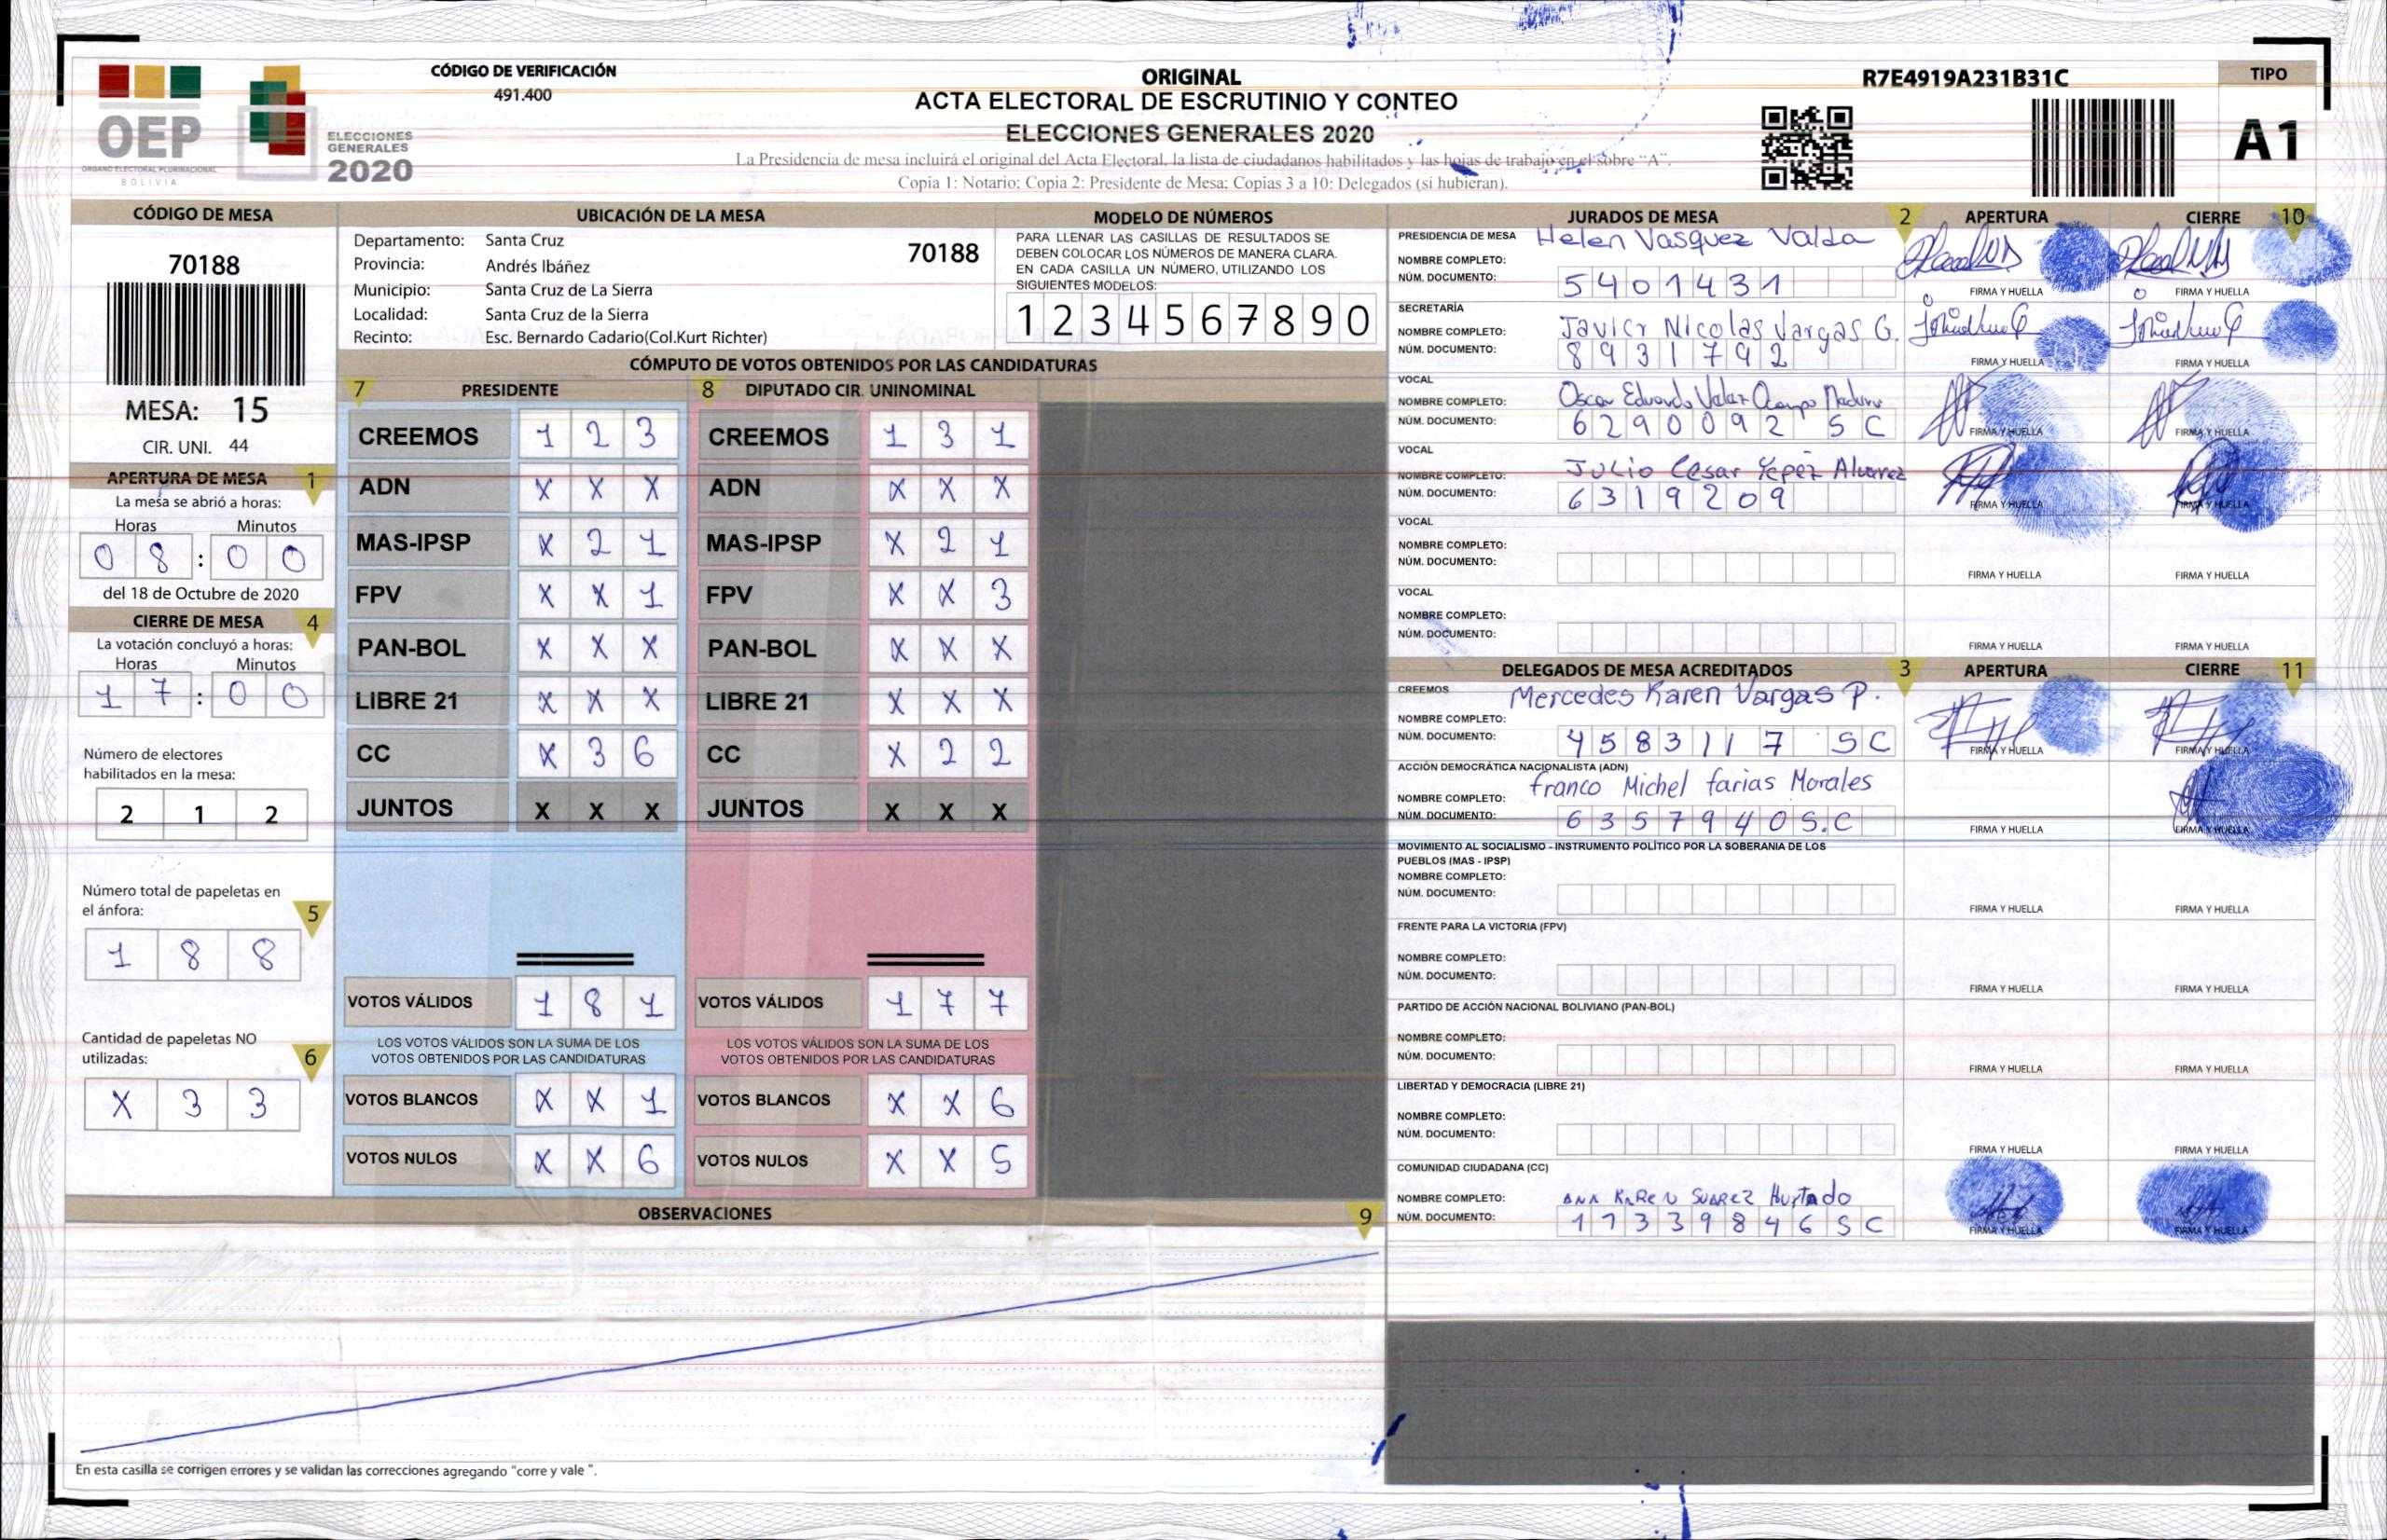 CÓDIGO DE VERIFICACIÓN
491.400
ORIGINAL
ACTA ELECTORAL DE ESCRUTINIO Y CONTEO
ELECCIONES GENERALES 2020
La Presidencia de mesa incluirá el original del Acta Electoral, la lista de ciudadanos habilitados y las hojas de trabajo en el sobre "A".
Copia 1: Notario; Copia 2: Presidente de Mesa; Copias 3 a 10: Delegados (si hubieran).
R7E4919A231B31C
TIPO
A1
OEP
ÓRGANO ELECTORAL PLURINACIONAL
BOLIVIA
ELECCIONES
GENERALES
2020
CÓDIGO DE MESA
70188
MESA: 15
CIR. UNI. 44
APERTURA DE MESA 1
La mesa se abrió a horas:
Horas Minutos
0 8 : 0 0
del 18 de Octubre de 2020
CIERRE DE MESA 4
La votación concluyó a horas:
Horas Minutos
1 7 : 0 0
Número de electores
habilitados en la mesa:
2 1 2
Número total de papeletas en
el ánfora: 5
1 8 8
Cantidad de papeletas NO
utilizadas: 6
X 3 3
UBICACIÓN DE LA MESA
Departamento: Santa Cruz 70188
Provincia: Andrés Ibáñez
Municipio: Santa Cruz de La Sierra
Localidad: Santa Cruz de la Sierra
Recinto: Esc. Bernardo Cadario(Col.Kurt Richter)
MODELO DE NÚMEROS
PARA LLENAR LAS CASILLAS DE RESULTADOS SE
DEBEN COLOCAR LOS NÚMEROS DE MANERA CLARA.
EN CADA CASILLA UN NÚMERO, UTILIZANDO LOS
SIGUIENTES MODELOS:
1 2 3 4 5 6 7 8 9 0
CÓMPUTO DE VOTOS OBTENIDOS POR LAS CANDIDATURAS
7 PRESIDENTE 8 DIPUTADO CIR. UNINOMINAL
CREEMOS 1 2 3 CREEMOS 1 3 1
ADN X X X ADN X X X
MAS-IPSP X 2 1 MAS-IPSP X 2 1
FPV X X 1 FPV X X 3
PAN-BOL X X X PAN-BOL X X X
LIBRE 21 X X X LIBRE 21 X X X
CC X 3 6 CC X 2 2
JUNTOS X X X JUNTOS X X X
VOTOS VÁLIDOS 1 8 1 VOTOS VÁLIDOS 1 7 7
LOS VOTOS VÁLIDOS SON LA SUMA DE LOS LOS VOTOS VÁLIDOS SON LA SUMA DE LOS
VOTOS OBTENIDOS POR LAS CANDIDATURAS VOTOS OBTENIDOS POR LAS CANDIDATURAS
VOTOS BLANCOS X X 1 VOTOS BLANCOS X X 6
VOTOS NULOS X X 6 VOTOS NULOS X X 5
OBSERVACIONES 9
En esta casilla se corrigen errores y se validan las correcciones agregando "corre y vale ".
JURADOS DE MESA 2 APERTURA CIERRE 10
PRESIDENCIA DE MESA Helen Vasquez Valda
NOMBRE COMPLETO:
NÚM. DOCUMENTO: 5401431
FIRMA Y HUELLA FIRMA Y HUELLA
SECRETARÍA
NOMBRE COMPLETO: Javier Nicolas Vargas G.
NÚM. DOCUMENTO: 8931792
FIRMA Y HUELLA FIRMA Y HUELLA
VOCAL
NOMBRE COMPLETO: Oscar Eduardo
NÚM. DOCUMENTO: 6290092 SC
FIRMA Y HUELLA FIRMA Y HUELLA
VOCAL
NOMBRE COMPLETO: Julio Cesar Yepez Alvarez
NÚM. DOCUMENTO: 6319209
FIRMA Y HUELLA FIRMA Y HUELLA
VOCAL
NOMBRE COMPLETO:
NÚM. DOCUMENTO:
FIRMA Y HUELLA FIRMA Y HUELLA
VOCAL
NOMBRE COMPLETO:
NÚM. DOCUMENTO:
FIRMA Y HUELLA FIRMA Y HUELLA
DELEGADOS DE MESA ACREDITADOS 3 APERTURA CIERRE 11
CREEMOS Mercedes Karen Vargas P.
NOMBRE COMPLETO:
NÚM. DOCUMENTO: 4583117 SC
FIRMA Y HUELLA FIRMA Y HUELLA
ACCIÓN DEMOCRÁTICA NACIONALISTA (ADN)
NOMBRE COMPLETO: franco Michel farias Morales
NÚM. DOCUMENTO: 6357940 S.C
FIRMA Y HUELLA FIRMA Y HUELLA
MOVIMIENTO AL SOCIALISMO - INSTRUMENTO POLÍTICO POR LA SOBERANIA DE LOS
PUEBLOS (MAS - IPSP)
NOMBRE COMPLETO:
NÚM. DOCUMENTO:
FIRMA Y HUELLA FIRMA Y HUELLA
FRENTE PARA LA VICTORIA (FPV)
NOMBRE COMPLETO:
NÚM. DOCUMENTO:
FIRMA Y HUELLA FIRMA Y HUELLA
PARTIDO DE ACCIÓN NACIONAL BOLIVIANO (PAN-BOL)
NOMBRE COMPLETO:
NÚM. DOCUMENTO:
FIRMA Y HUELLA FIRMA Y HUELLA
LIBERTAD Y DEMOCRACIA (LIBRE 21)
NOMBRE COMPLETO:
NÚM. DOCUMENTO:
FIRMA Y HUELLA FIRMA Y HUELLA
COMUNIDAD CIUDADANA (CC)
NOMBRE COMPLETO: ANA KAREN SUAREZ Hurtado
NÚM. DOCUMENTO: 11339846 SC
FIRMA Y HUELLA FIRMA Y HUELLA